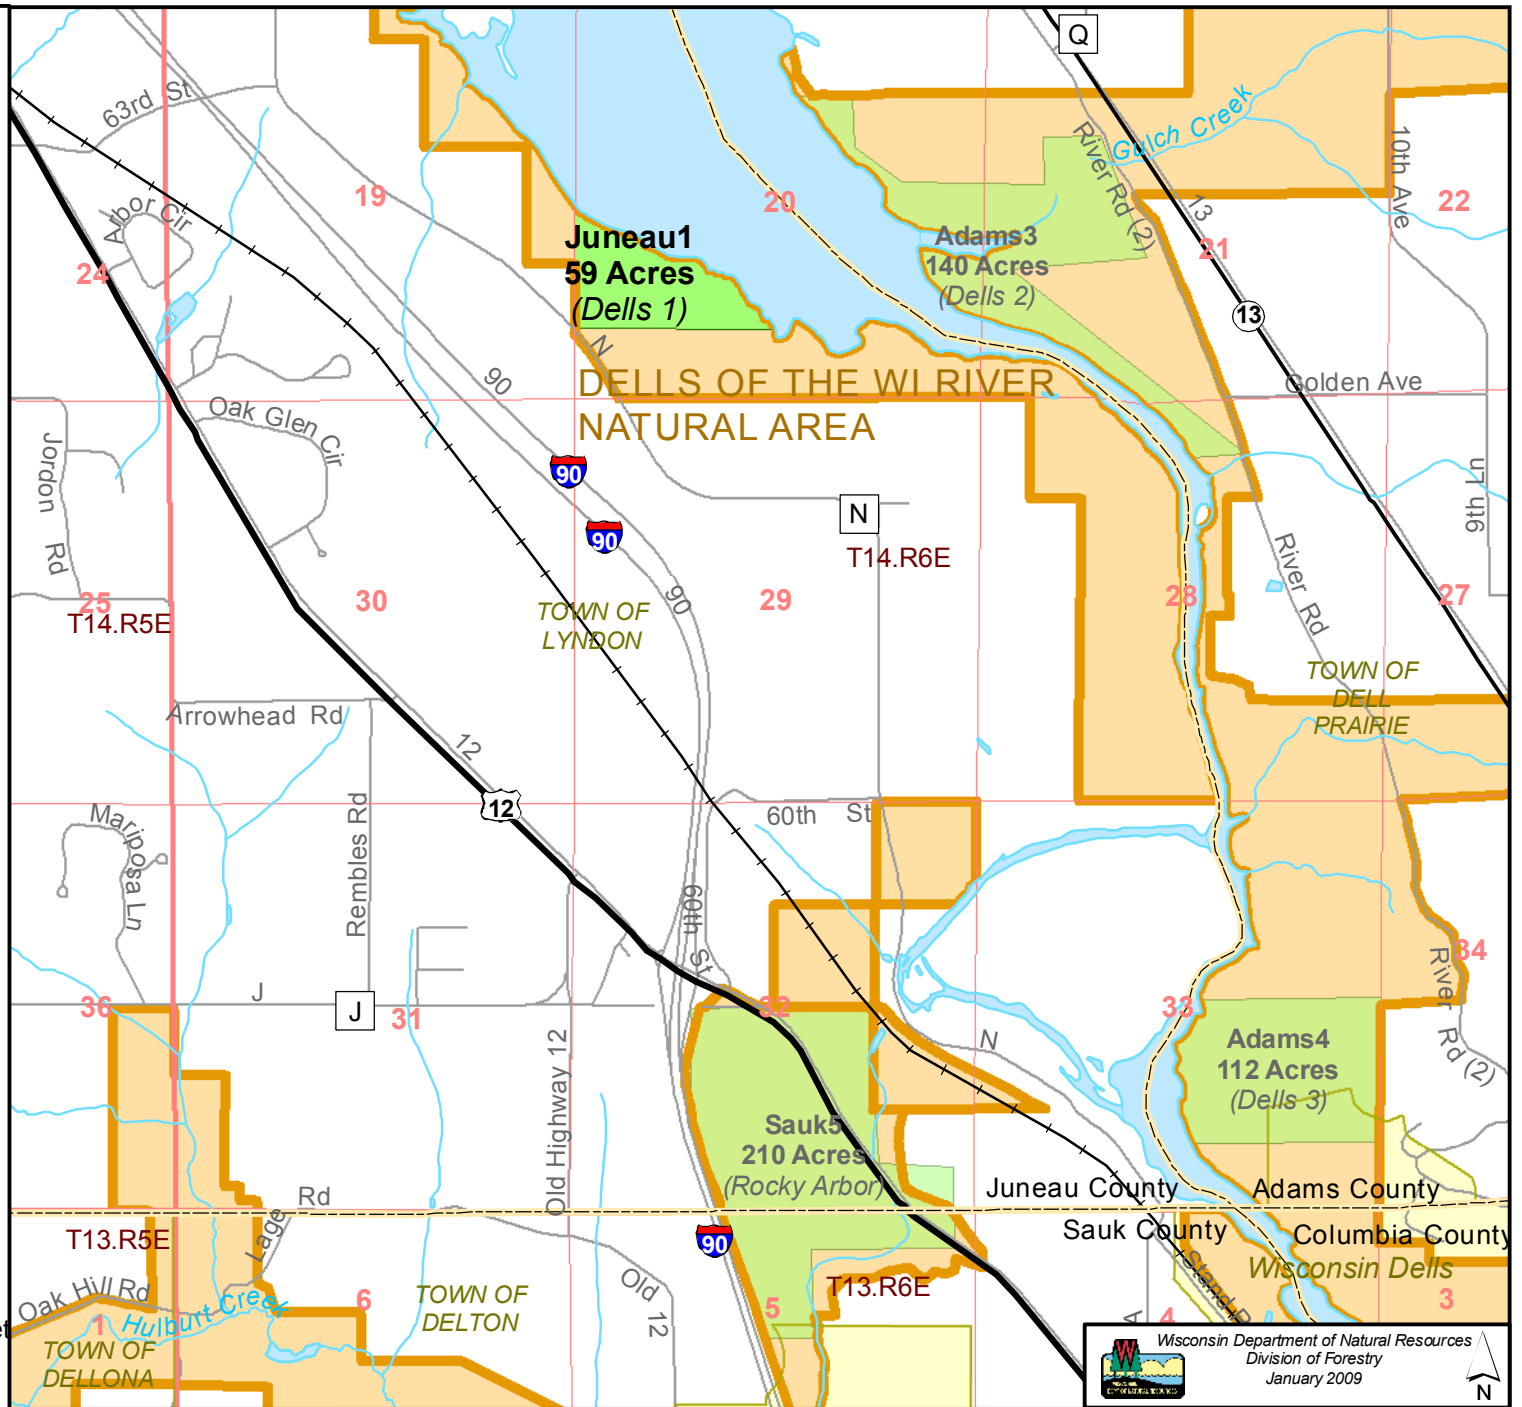 Q
63rd St
Gulch Creek
River Rd (2)
10th Ave
19
20
22
13
Arbor Cir
21
Juneau1
59 Acres
(Dells 1)
Adams3
140 Acres
(Dells 2)
24
13
N
90
DELLS OF THE WI RIVER
NATURAL AREA
Golden Ave
Oak Glen Cir
Jordon Rd
90
90
N
9th Ln
T14.R6E
River Rd
25
T14.R5E
30
90
29
28
27
TOWN OF
LYNDON
TOWN OF
DELL
PRAIRIE
Arrowhead Rd
12
12
60th St
Mariposa Ln
Rembles Rd
60th St
34
River Rd (2)
36
J
J
31
32
33
N
Old Highway 12
Adams4
112 Acres
(Dells 3)
Sauk5
210 Acres
(Rocky Arbor)
Lage Rd
Juneau County
Adams County
T13.R5E
90
Sauk County
Columbia County
Wisconsin Dells
Oak Hill Rd
Hulburt Creek
6
TOWN OF
DELTON
Old 12
T13.R6E
5
4
3
1
TOWN OF
DELLONA
Wisconsin Department of Natural Resources
Division of Forestry
January 2009
N